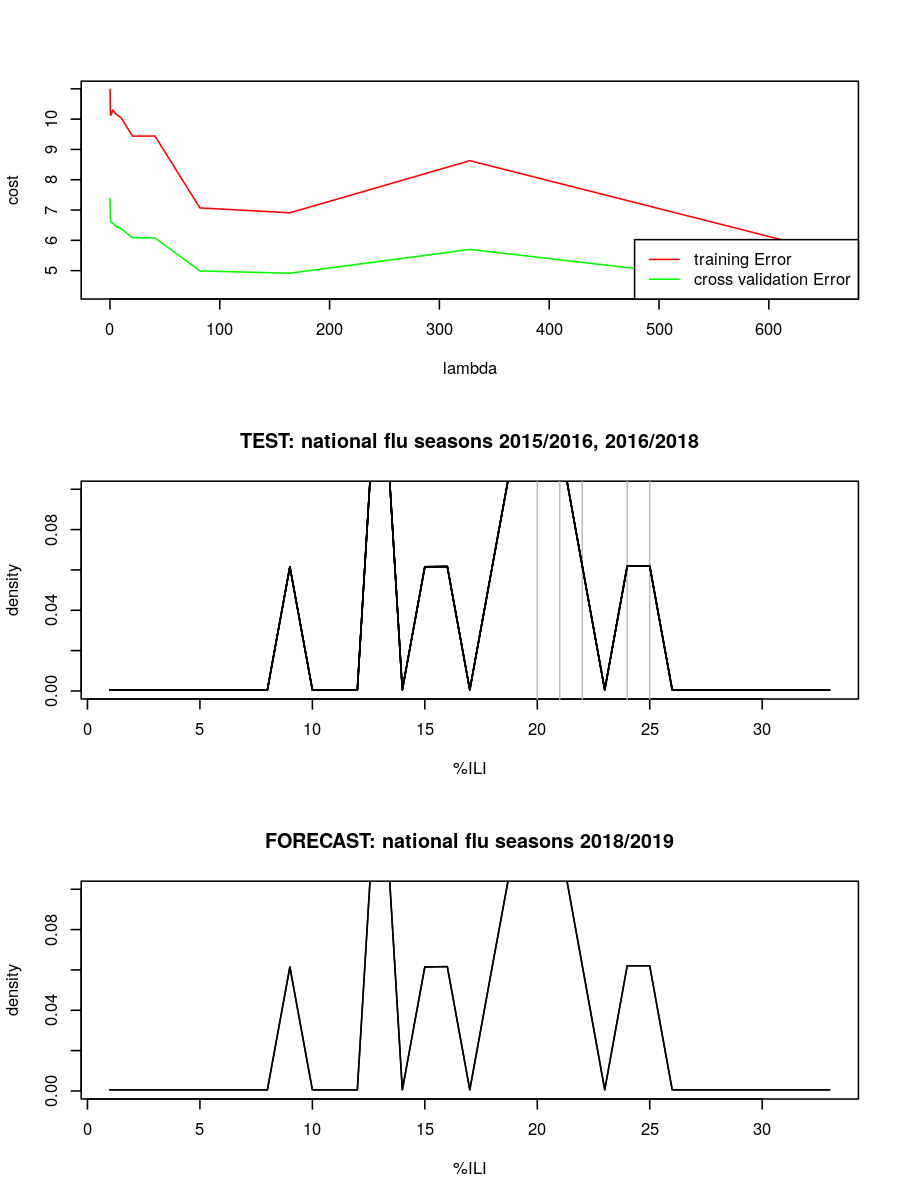 cost
10
9
8
7
6
5
training Error
cross validation Error
0 100 200 300 400 500 600
lambda
TEST: national flu seasons 2015/2016, 2016/2018
density
0.08
0.04
0.00
0 5 10 15 20 25 30
%ILI
FORECAST: national flu seasons 2018/2019
density
0.08
0.04
0.00
0 5 10 15 20 25 30
%ILI